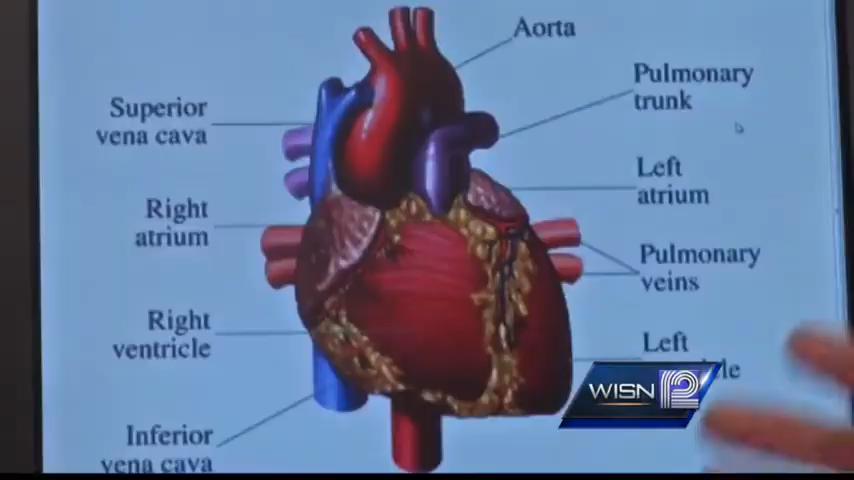 Aorta
Superior
vena cava
Pulmonary
trunk
Left
atrium
Right
atrium
Pulmonary
veins
Right
ventricle
Left
WISN 12
Inferior
vena cava